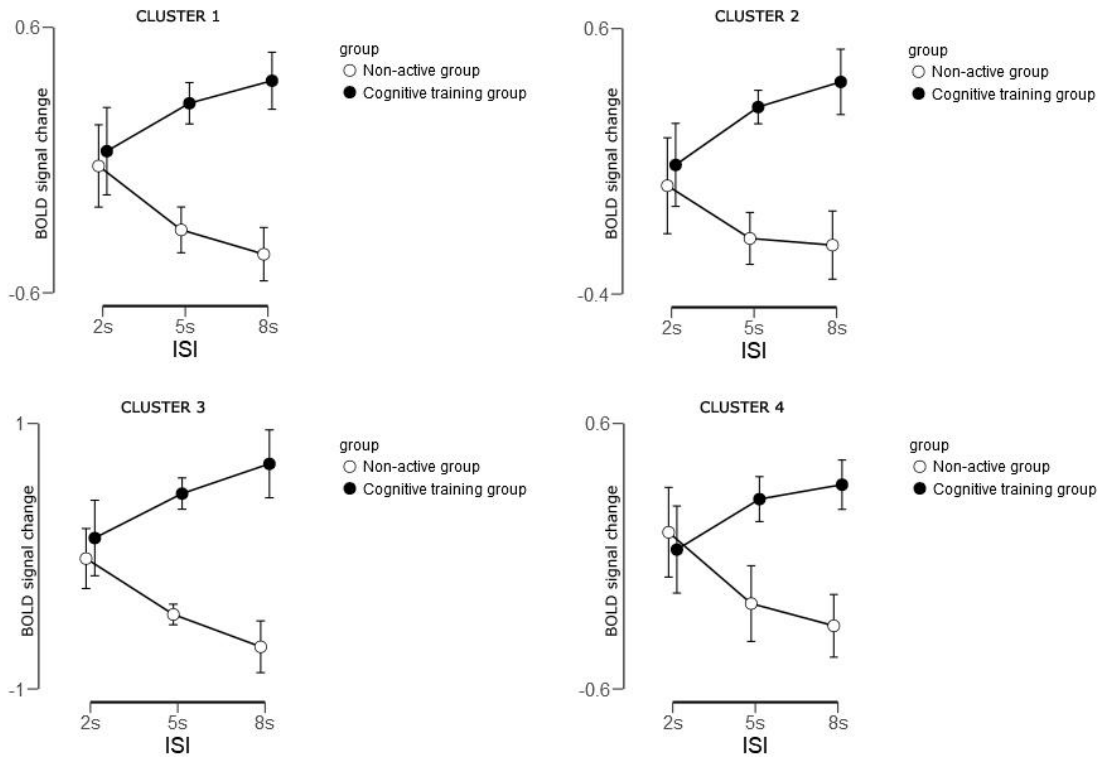 CLUSTER 1
0.6
BOLD signal change
-0.6
2s 5s 8s
ISI
group
Non-active group
Cognitive training group
CLUSTER 2
0.6
BOLD signal change
-0.4
2s 5s 8s
ISI
group
Non-active group
Cognitive training group
CLUSTER 3
1
BOLD signal change
-1
2s 5s 8s
ISI
group
Non-active group
Cognitive training group
CLUSTER 4
0.6
BOLD signal change
-0.6
2s 5s 8s
ISI
group
Non-active group
Cognitive training group